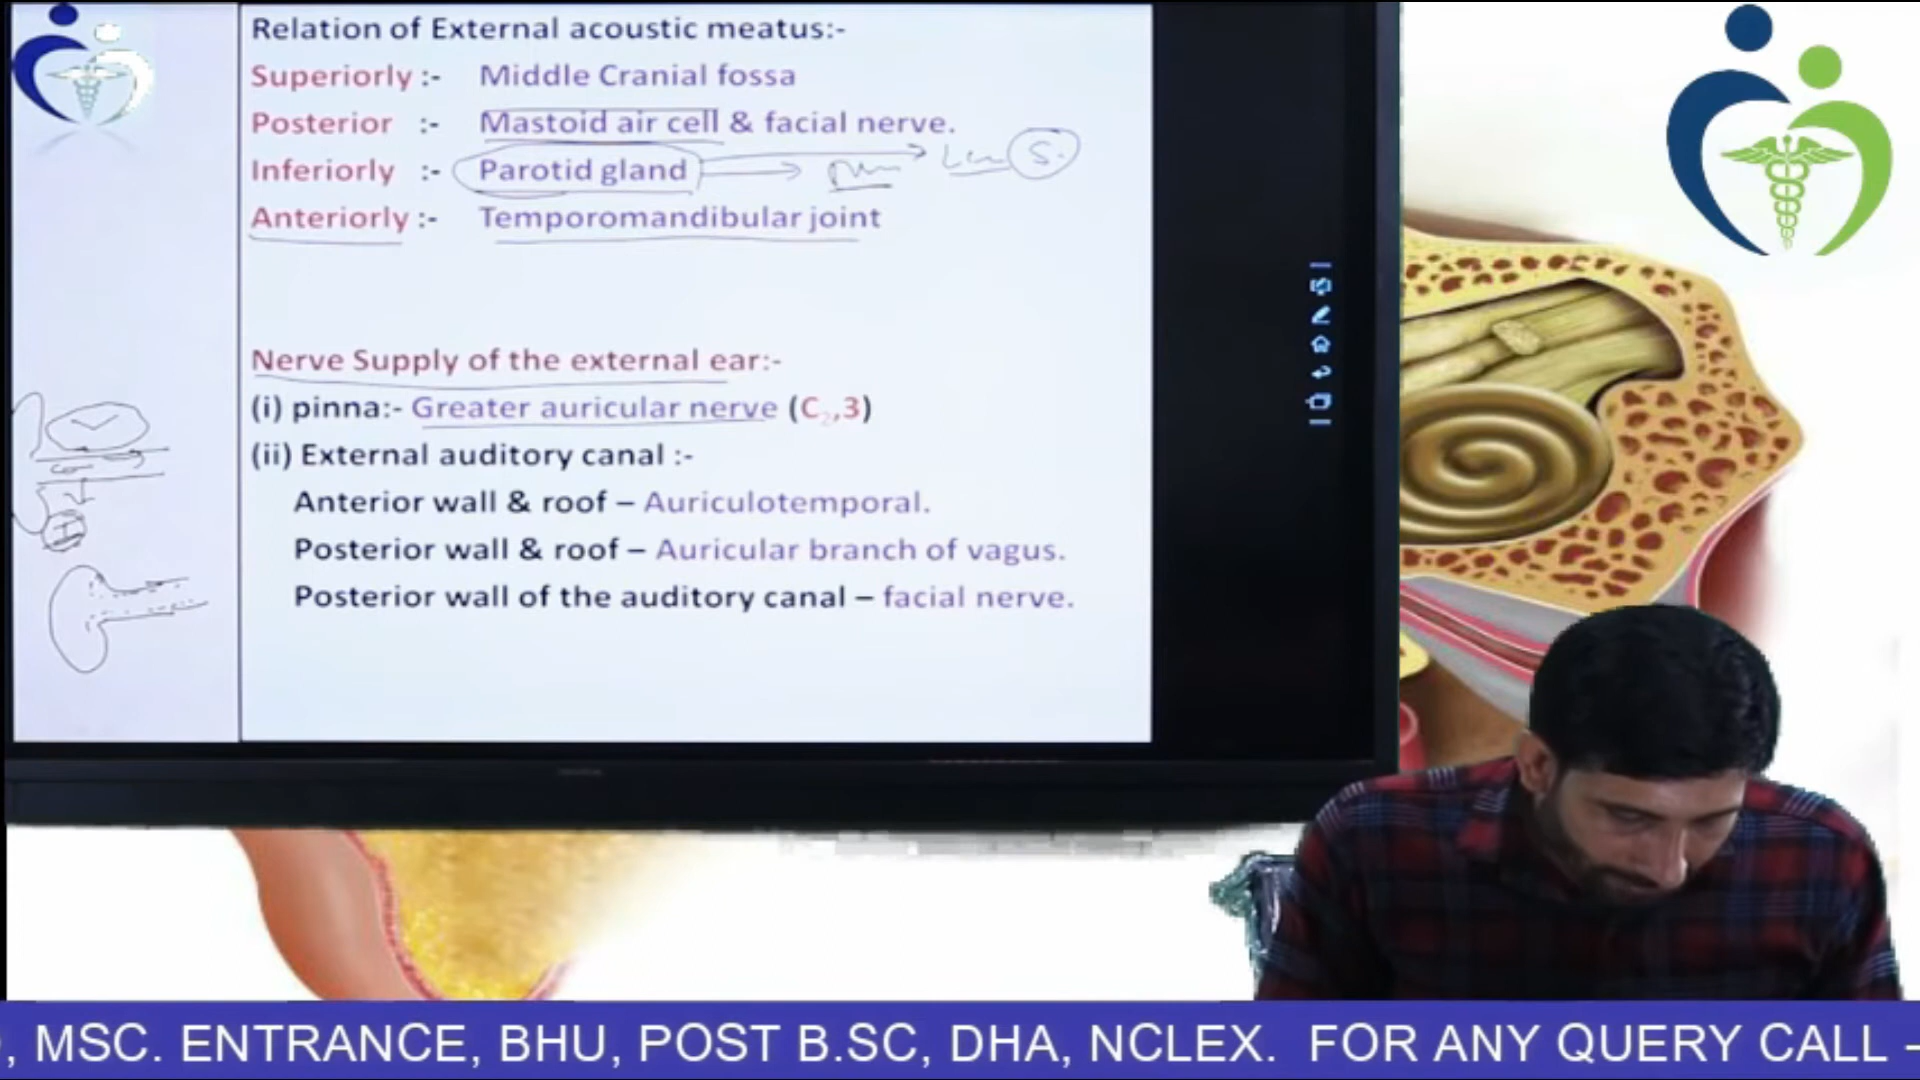 Relation of External acoustic meatus:-
Superiorly :- Middle Cranial fossa
Posterior :- Mastoid air cell & facial nerve.
Inferiorly :- Parotid gland
S.
Anteriorly :- Temporomandibular joint
Nerve Supply of the external ear:-
(i) pinna:- Greater auricular nerve (C2,3)
(ii) External auditory canal :-
Anterior wall & roof – Auriculotemporal.
Posterior wall & roof – Auricular branch of vagus.
Posterior wall of the auditory canal – facial nerve.
, MSC. ENTRANCE, BHU, POST B.SC, DHA, NCLEX. FOR ANY QUERY CALL -